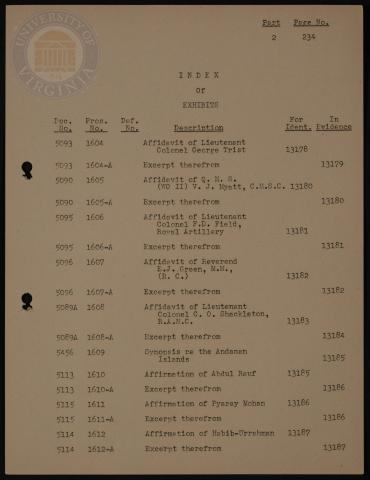 UNIVERSITY OF VIRGINIA
Part Page No.
2 234
INDEX
Of
EXHIBITS
Doc. No. Pros. No. Def. No. Description For Ident. In Evidence
5093 1604 Affidavit of Lieutenant
Colonel George Trist 13178
5093 1604-A Excerpt therefrom 13179
5090 1605 Affidavit of Q. M. S.
(WO II) V. J. Myatt, C.M.S.C. 13180
5090 1605-A Excerpt therefrom 13180
5095 1606 Affidavit of Lieutenant
Colonel F.D. Field,
Royal Artillery 13181
5095 1606-A Excerpt therefrom 13181
5096 1607 Affidavit of Reverend
E.J. Green, M.M.,
(R. C.) 13182
5096 1607-A Excerpt therefrom 13182
5089A 1608 Affidavit of Lieutenant
Colonel C. O. Shackleton,
R.A.M.C. 13183
5089A 1608-A Excerpt therefrom 13184
5456 1609 Synopsis re the Andaman
Islands 13185
5113 1610 Affirmation of Abdul Rauf 13185
5113 1610-A Excerpt therefrom 13186
5115 1611 Affirmation of Pyaray Mohan 13186
5115 1611-A Excerpt therefrom 13186
5114 1612 Affirmation of Habib-Urrahman 13187
5114 1612-A Excerpt therefrom 13187